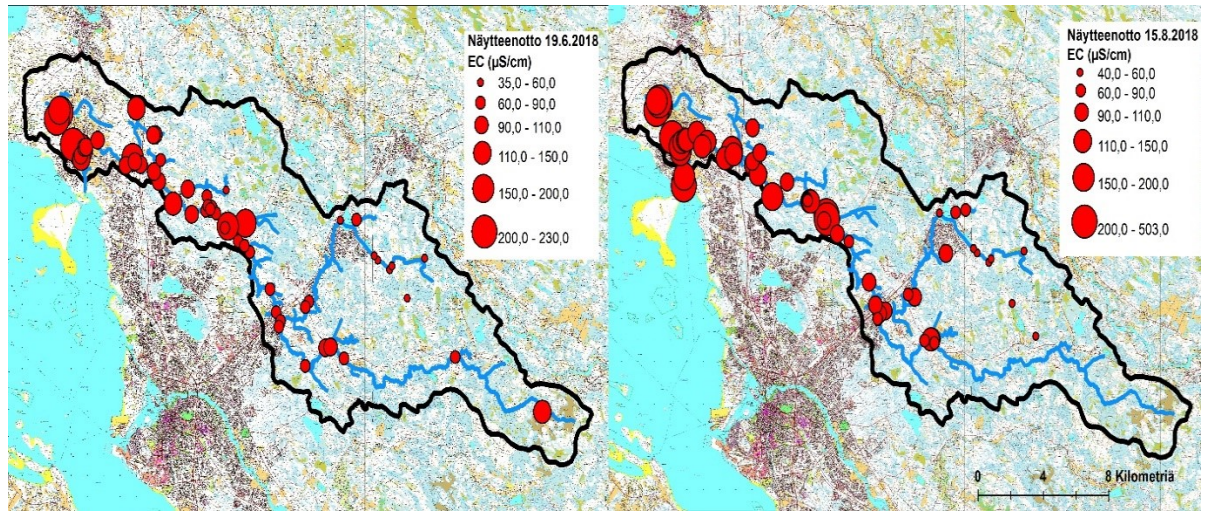 Näytteenotto 19.6.2018
EC (µS/cm)
35,0 - 60,0
60,0 - 90,0
90,0 - 110,0
110,0 - 150,0
150,0 - 200,0
200,0 - 230,0
Näytteenotto 15.8.2018
EC (µS/cm)
40,0 - 60,0
60,0 - 90,0
90,0 - 110,0
110,0 - 150,0
150,0 - 200,0
200,0 - 503,0
0 4 8 Kilometriä